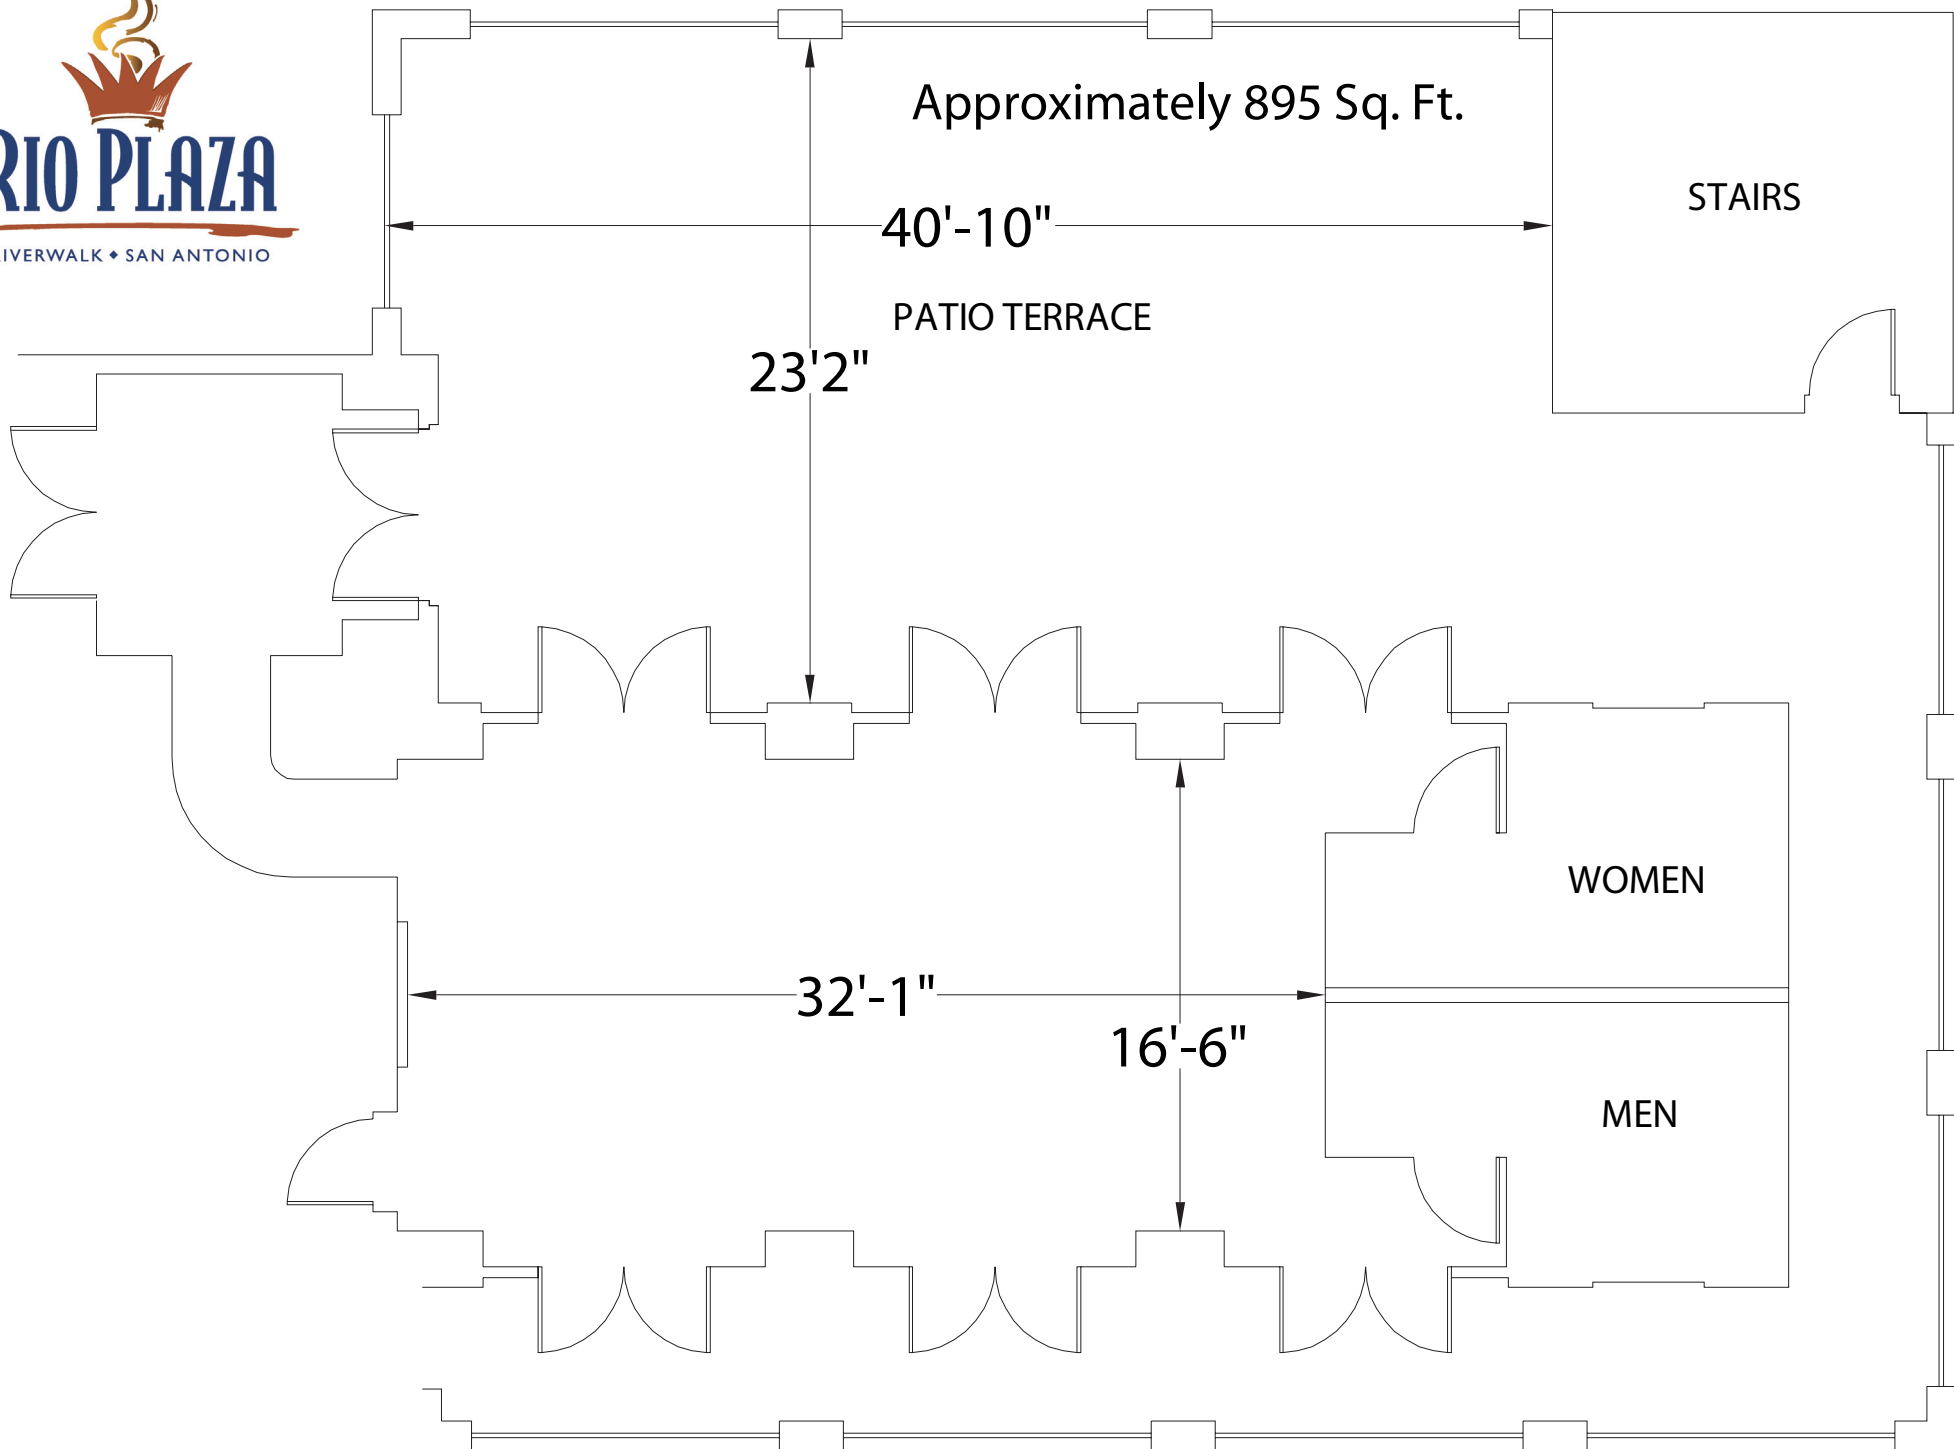 RIO PLAZA
RIVERWALK ◆ SAN ANTONIO
Approximately 895 Sq. Ft.
STAIRS
40'-10"
PATIO TERRACE
23'2"
WOMEN
32'-1"
16'-6"
MEN